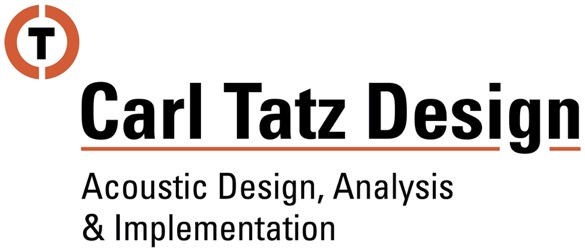 T
Carl Tatz Design
Acoustic Design, Analysis
& Implementation